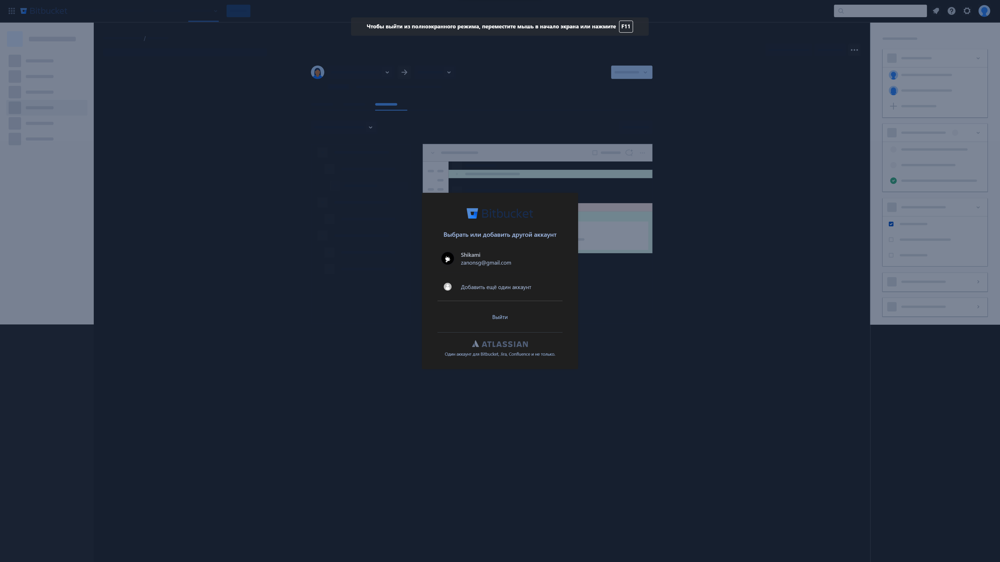 Bitbucket
Чтобы выйти из полноэкранного режима, переместите мышь в начало экрана или нажмите F11
/
Bitbucket
Выбрать или добавить другой аккаунт
Shikami
zanonsg@gmail.com
Добавить ещё один аккаунт
Выйти
ATLASSIAN
Один аккаунт для Bitbucket, Jira, Confluence и не только.